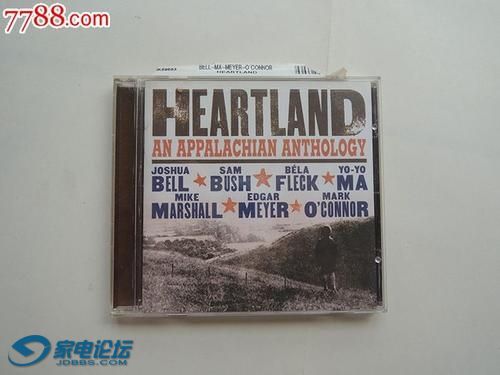 7788.com
BELL-MA-MEYER-O'CONNOR
HEARTLAND
HEARTLAND
AN APPALACHIAN ANTHOLOGY
JOSHUA BELL ★ SAM BUSH ★ BÉLA FLECK ★ YO-YO MA
MIKE MARSHALL ★ EDGAR MEYER ★ MARK O'CONNOR
家电论坛
JDBBS.COM